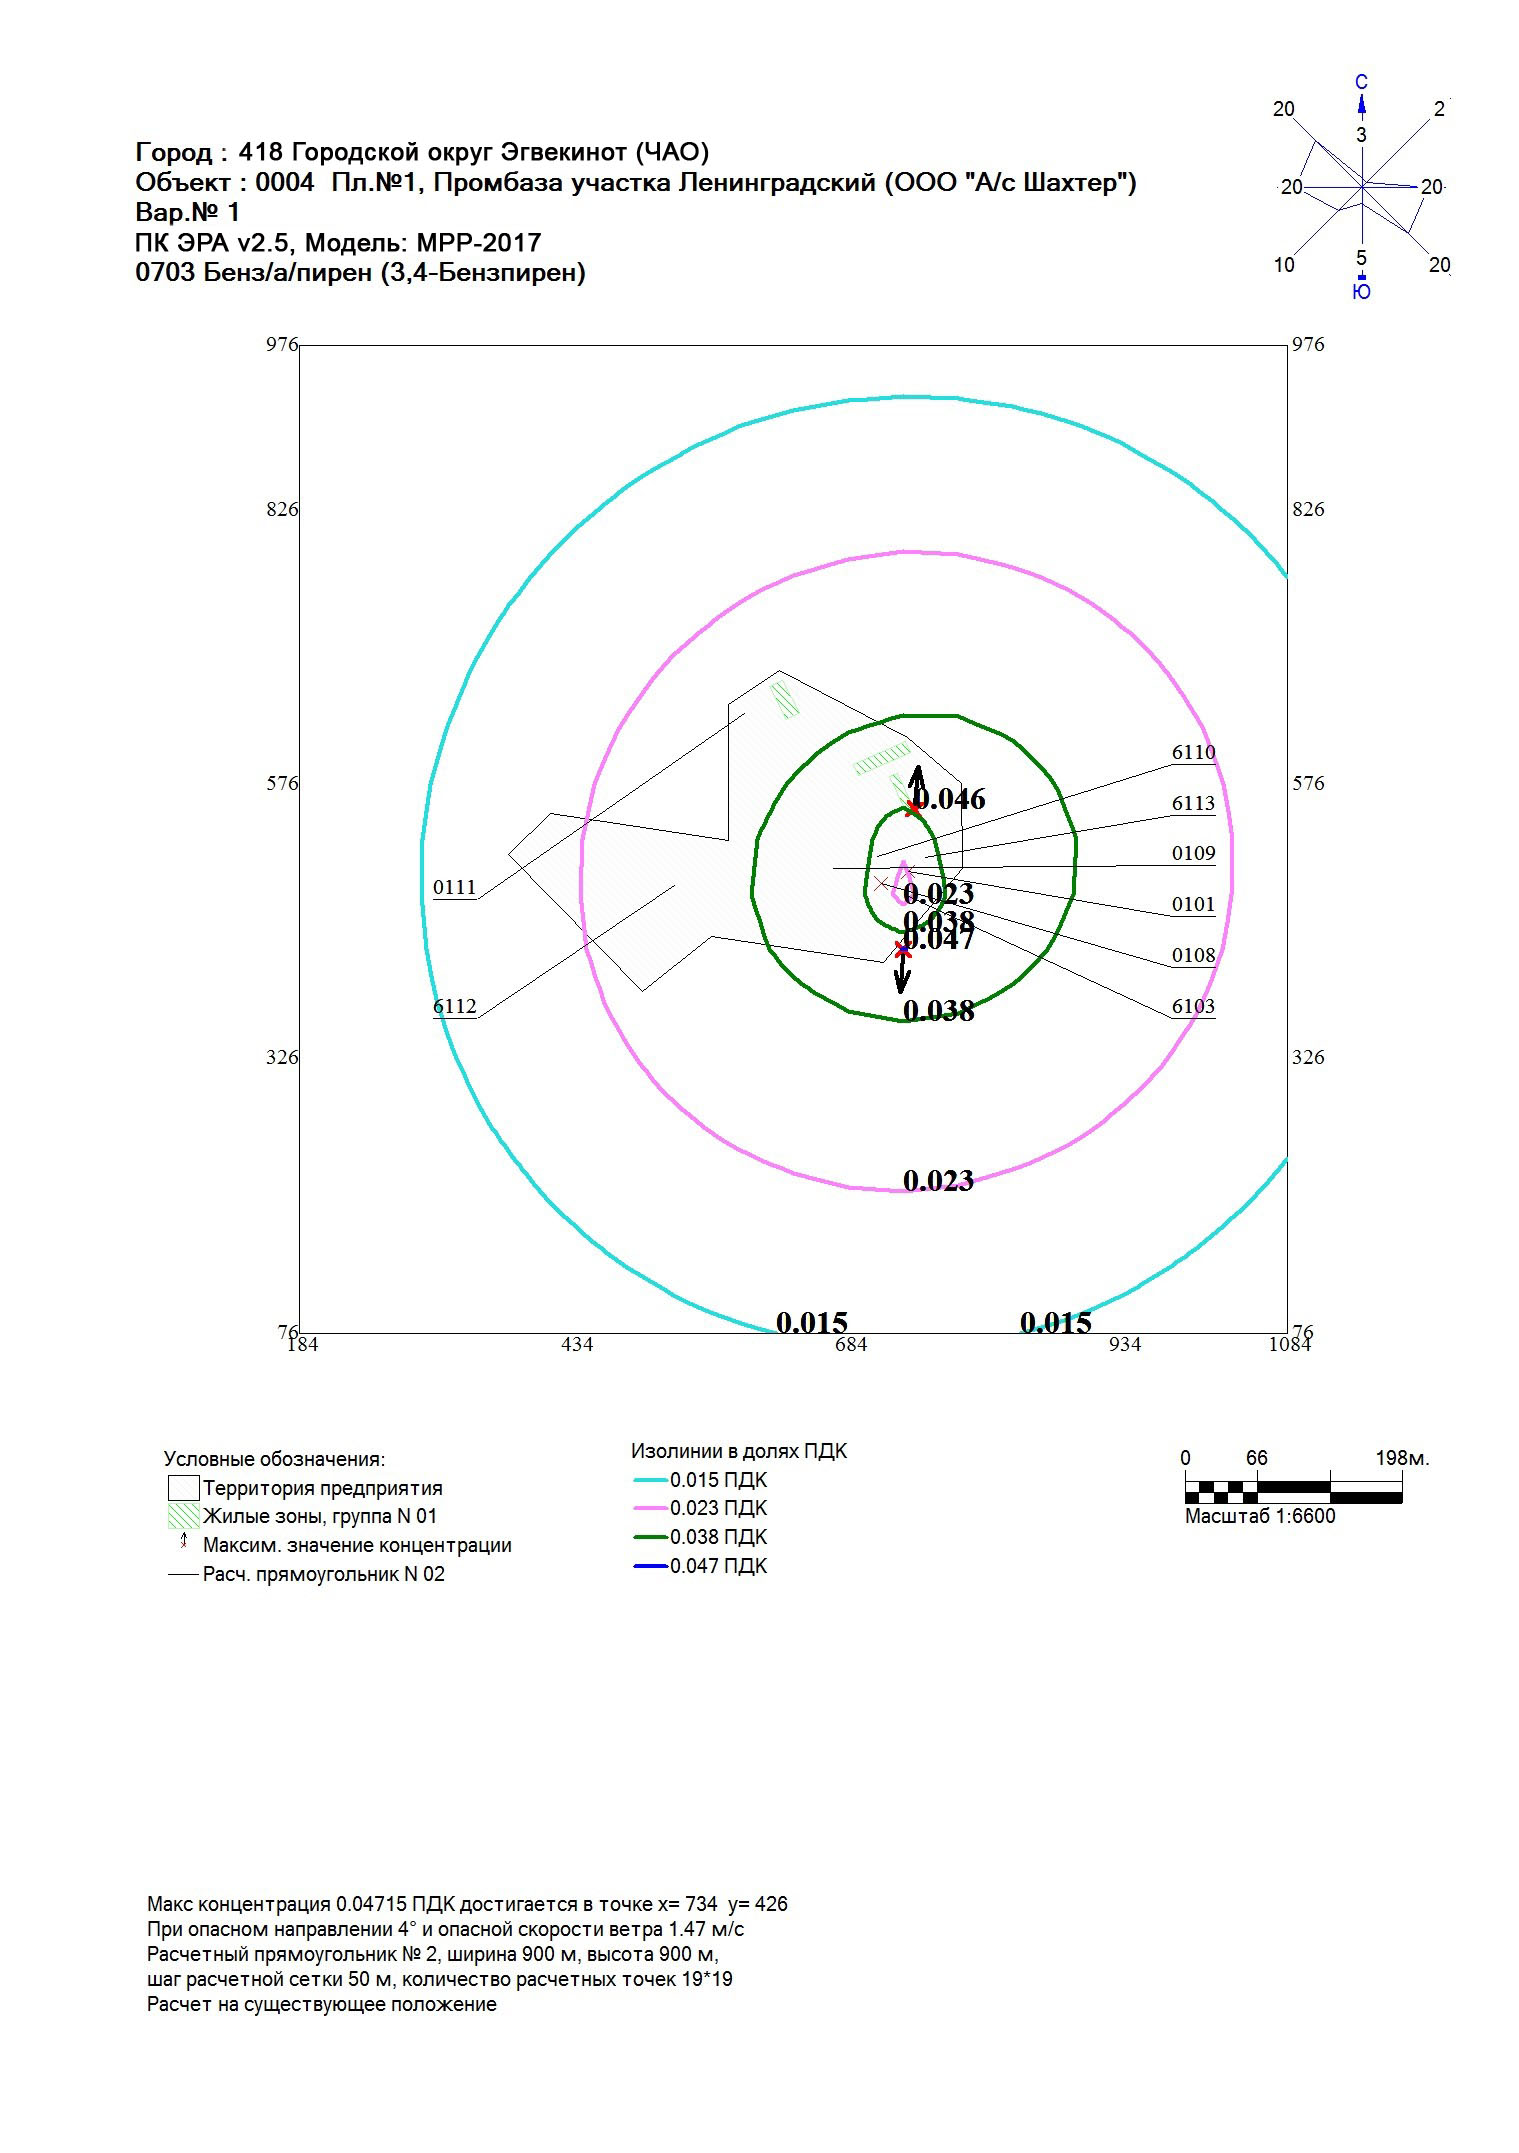 Город : 418 Городской округ Эгвекинот (ЧАО)
Объект : 0004 Пл.№1, Промбаза участка Ленинградский (ООО "А/с Шахтер")
Вар.№ 1
ПК ЭРА v2.5, Модель: МРР-2017
0703 Бенз/а/пирен (3,4-Бензпирен)
С
20
2
3
20
20
10
5
20
Ю
976
976
826
826
576
576
326
326
76
76
184
434
684
934
1084
6110
6113
0109
0101
0108
6103
0111
6112
0.046
0.023
0.038
0.047
0.038
0.023
0.015
0.015
Условные обозначения:
Территория предприятия
Жилые зоны, группа N 01
Максим. значение концентрации
Расч. прямоугольник N 02
Изолинии в долях ПДК
0.015 ПДК
0.023 ПДК
0.038 ПДК
0.047 ПДК
0 66 198м.
Масштаб 1:6600
Макс концентрация 0.04715 ПДК достигается в точке x= 734 y= 426
При опасном направлении 4° и опасной скорости ветра 1.47 м/с
Расчетный прямоугольник № 2, ширина 900 м, высота 900 м,
шаг расчетной сетки 50 м, количество расчетных точек 19*19
Расчет на существующее положение